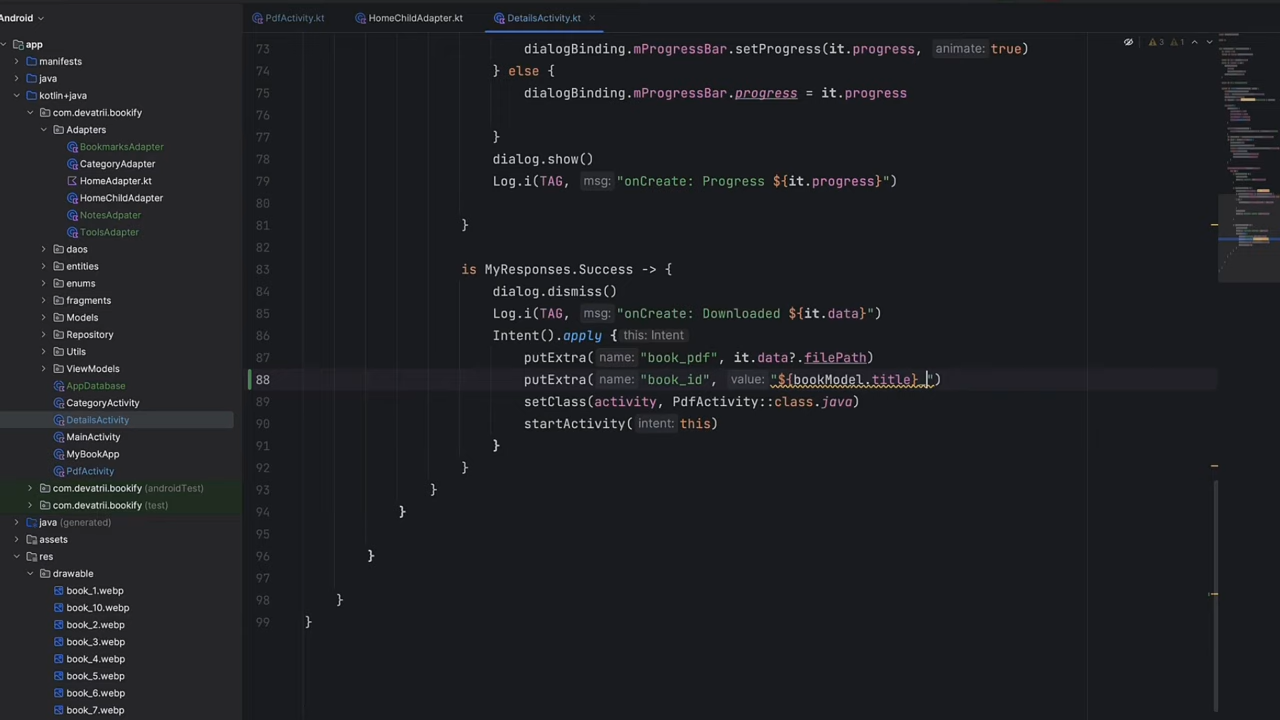 Android
PdfActivity.kt
HomeChildAdapter.kt
DetailsActivity.kt
app
manifests
java
kotlin+java
com.devatrii.bookify
Adapters
BookmarksAdapter
CategoryAdapter
HomeAdapter.kt
HomeChildAdapter
NotesAdpater
ToolsAdapter
daos
entities
enums
fragments
Models
Repository
Utils
ViewModels
AppDatabase
CategoryActivity
DetailsActivity
MainActivity
MyBookApp
PdfActivity
com.devatrii.bookify (androidTest)
com.devatrii.bookify (test)
java (generated)
assets
res
drawable
book_1.webp
book_10.webp
book_2.webp
book_3.webp
book_4.webp
book_5.webp
book_6.webp
book_7.webp
3 1
73 dialogBinding.mProgressBar.setProgress(it.progress, animate: true)
74 } else {
75 dialogBinding.mProgressBar.progress = it.progress
76
77 }
78 dialog.show()
79 Log.i(TAG, msg: "onCreate: Progress ${it.progress}")
80
81 }
82
83 is MyResponses.Success -> {
84 dialog.dismiss()
85 Log.i(TAG, msg: "onCreate: Downloaded ${it.data}")
86 Intent().apply { this: Intent
87 putExtra( name: "book_pdf", it.data?.filePath)
88 putExtra( name: "book_id", value: "${bookModel.title}_")
89 setClass(activity, PdfActivity::class.java)
90 startActivity( intent: this)
91 }
92 }
93 }
94 }
95
96 }
97
98 }
99 }